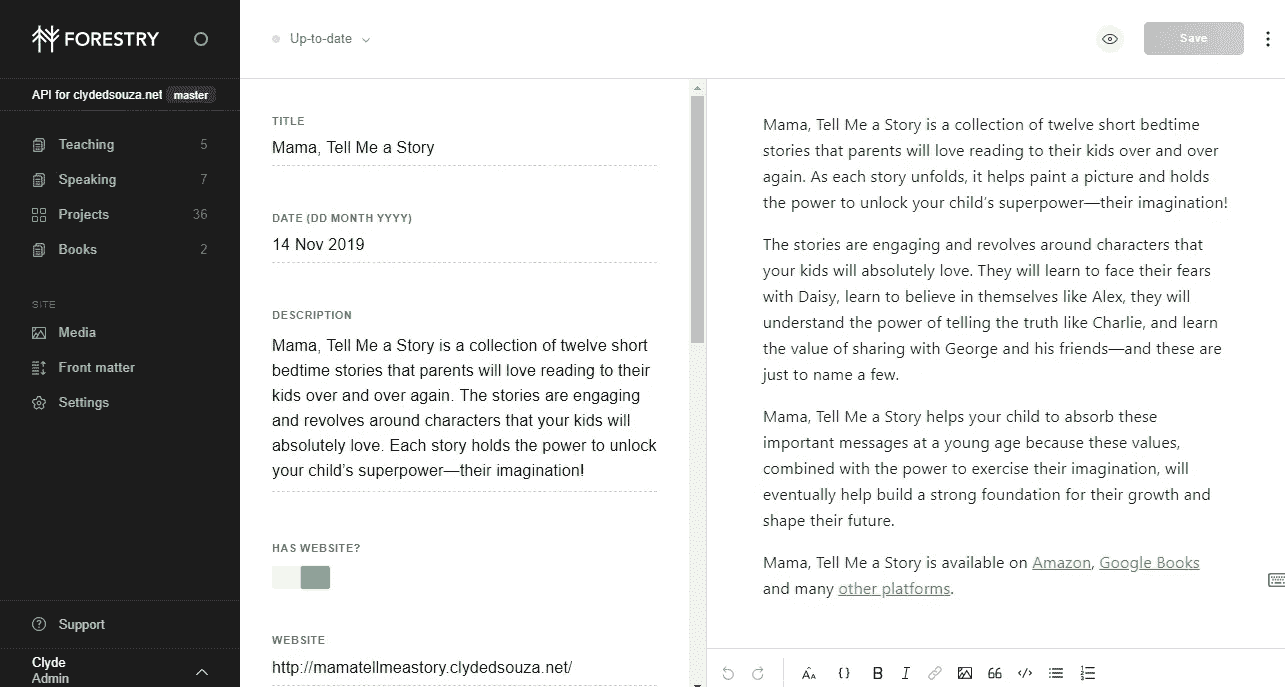 FORESTRY
API for clydedsouza.net master
Teaching 5
Speaking 7
Projects 36
Books 2
SITE
Media
Front matter
Settings
Support
Clyde
Admin
Up-to-date
Save
TITLE
Mama, Tell Me a Story
DATE (DD MONTH YYYY)
14 Nov 2019
DESCRIPTION
Mama, Tell Me a Story is a collection of twelve short
bedtime stories that parents will love reading to their
kids over and over again. The stories are engaging
and revolves around characters that your kids will
absolutely love. Each story holds the power to unlock
your child's superpower—their imagination!
HAS WEBSITE?
WEBSITE
http://mamatellmeastory.clydedsouza.net/
Mama, Tell Me a Story is a collection of twelve short bedtime
stories that parents will love reading to their kids over and over
again. As each story unfolds, it helps paint a picture and holds
the power to unlock your child's superpower—their imagination!
The stories are engaging and revolves around characters that
your kids will absolutely love. They will learn to face their fears
with Daisy, learn to believe in themselves like Alex, they will
understand the power of telling the truth like Charlie, and learn
the value of sharing with George and his friends—and these are
just to name a few.
Mama, Tell Me a Story helps your child to absorb these
important messages at a young age because these values,
combined with the power to exercise their imagination, will
eventually help build a strong foundation for their growth and
shape their future.
Mama, Tell Me a Story is available on Amazon, Google Books
and many other platforms.